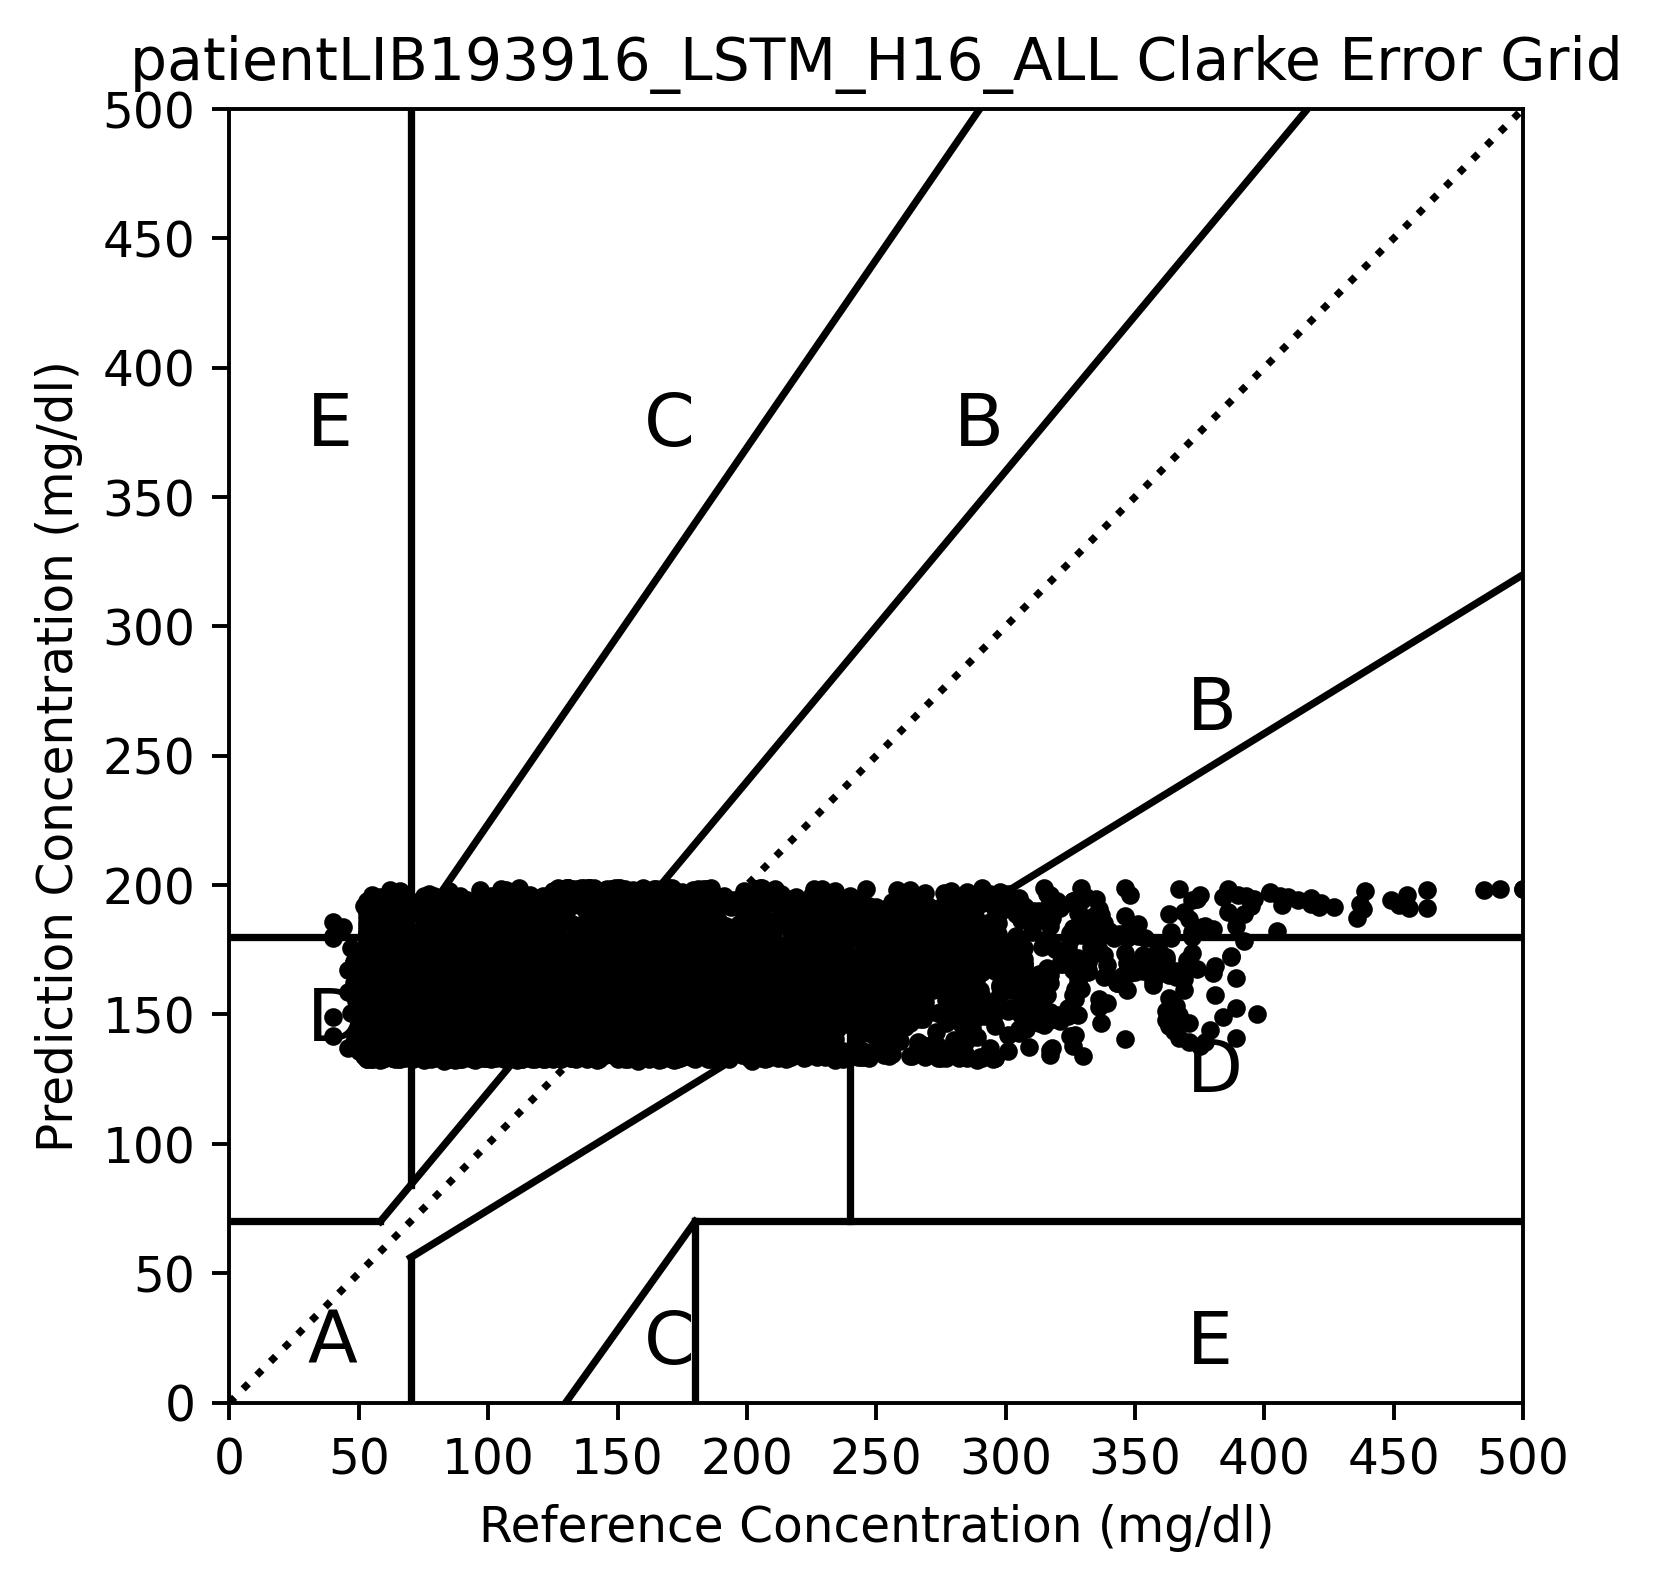 patientLIB193916_LSTM_H16_ALL Clarke Error Grid
500
450
400
350
300
250
200
150
100
50
0
Prediction Concentration (mg/dl)
E
C
B
B
D
D
A
C
E
0 50 100 150 200 250 300 350 400 450 500
Reference Concentration (mg/dl)